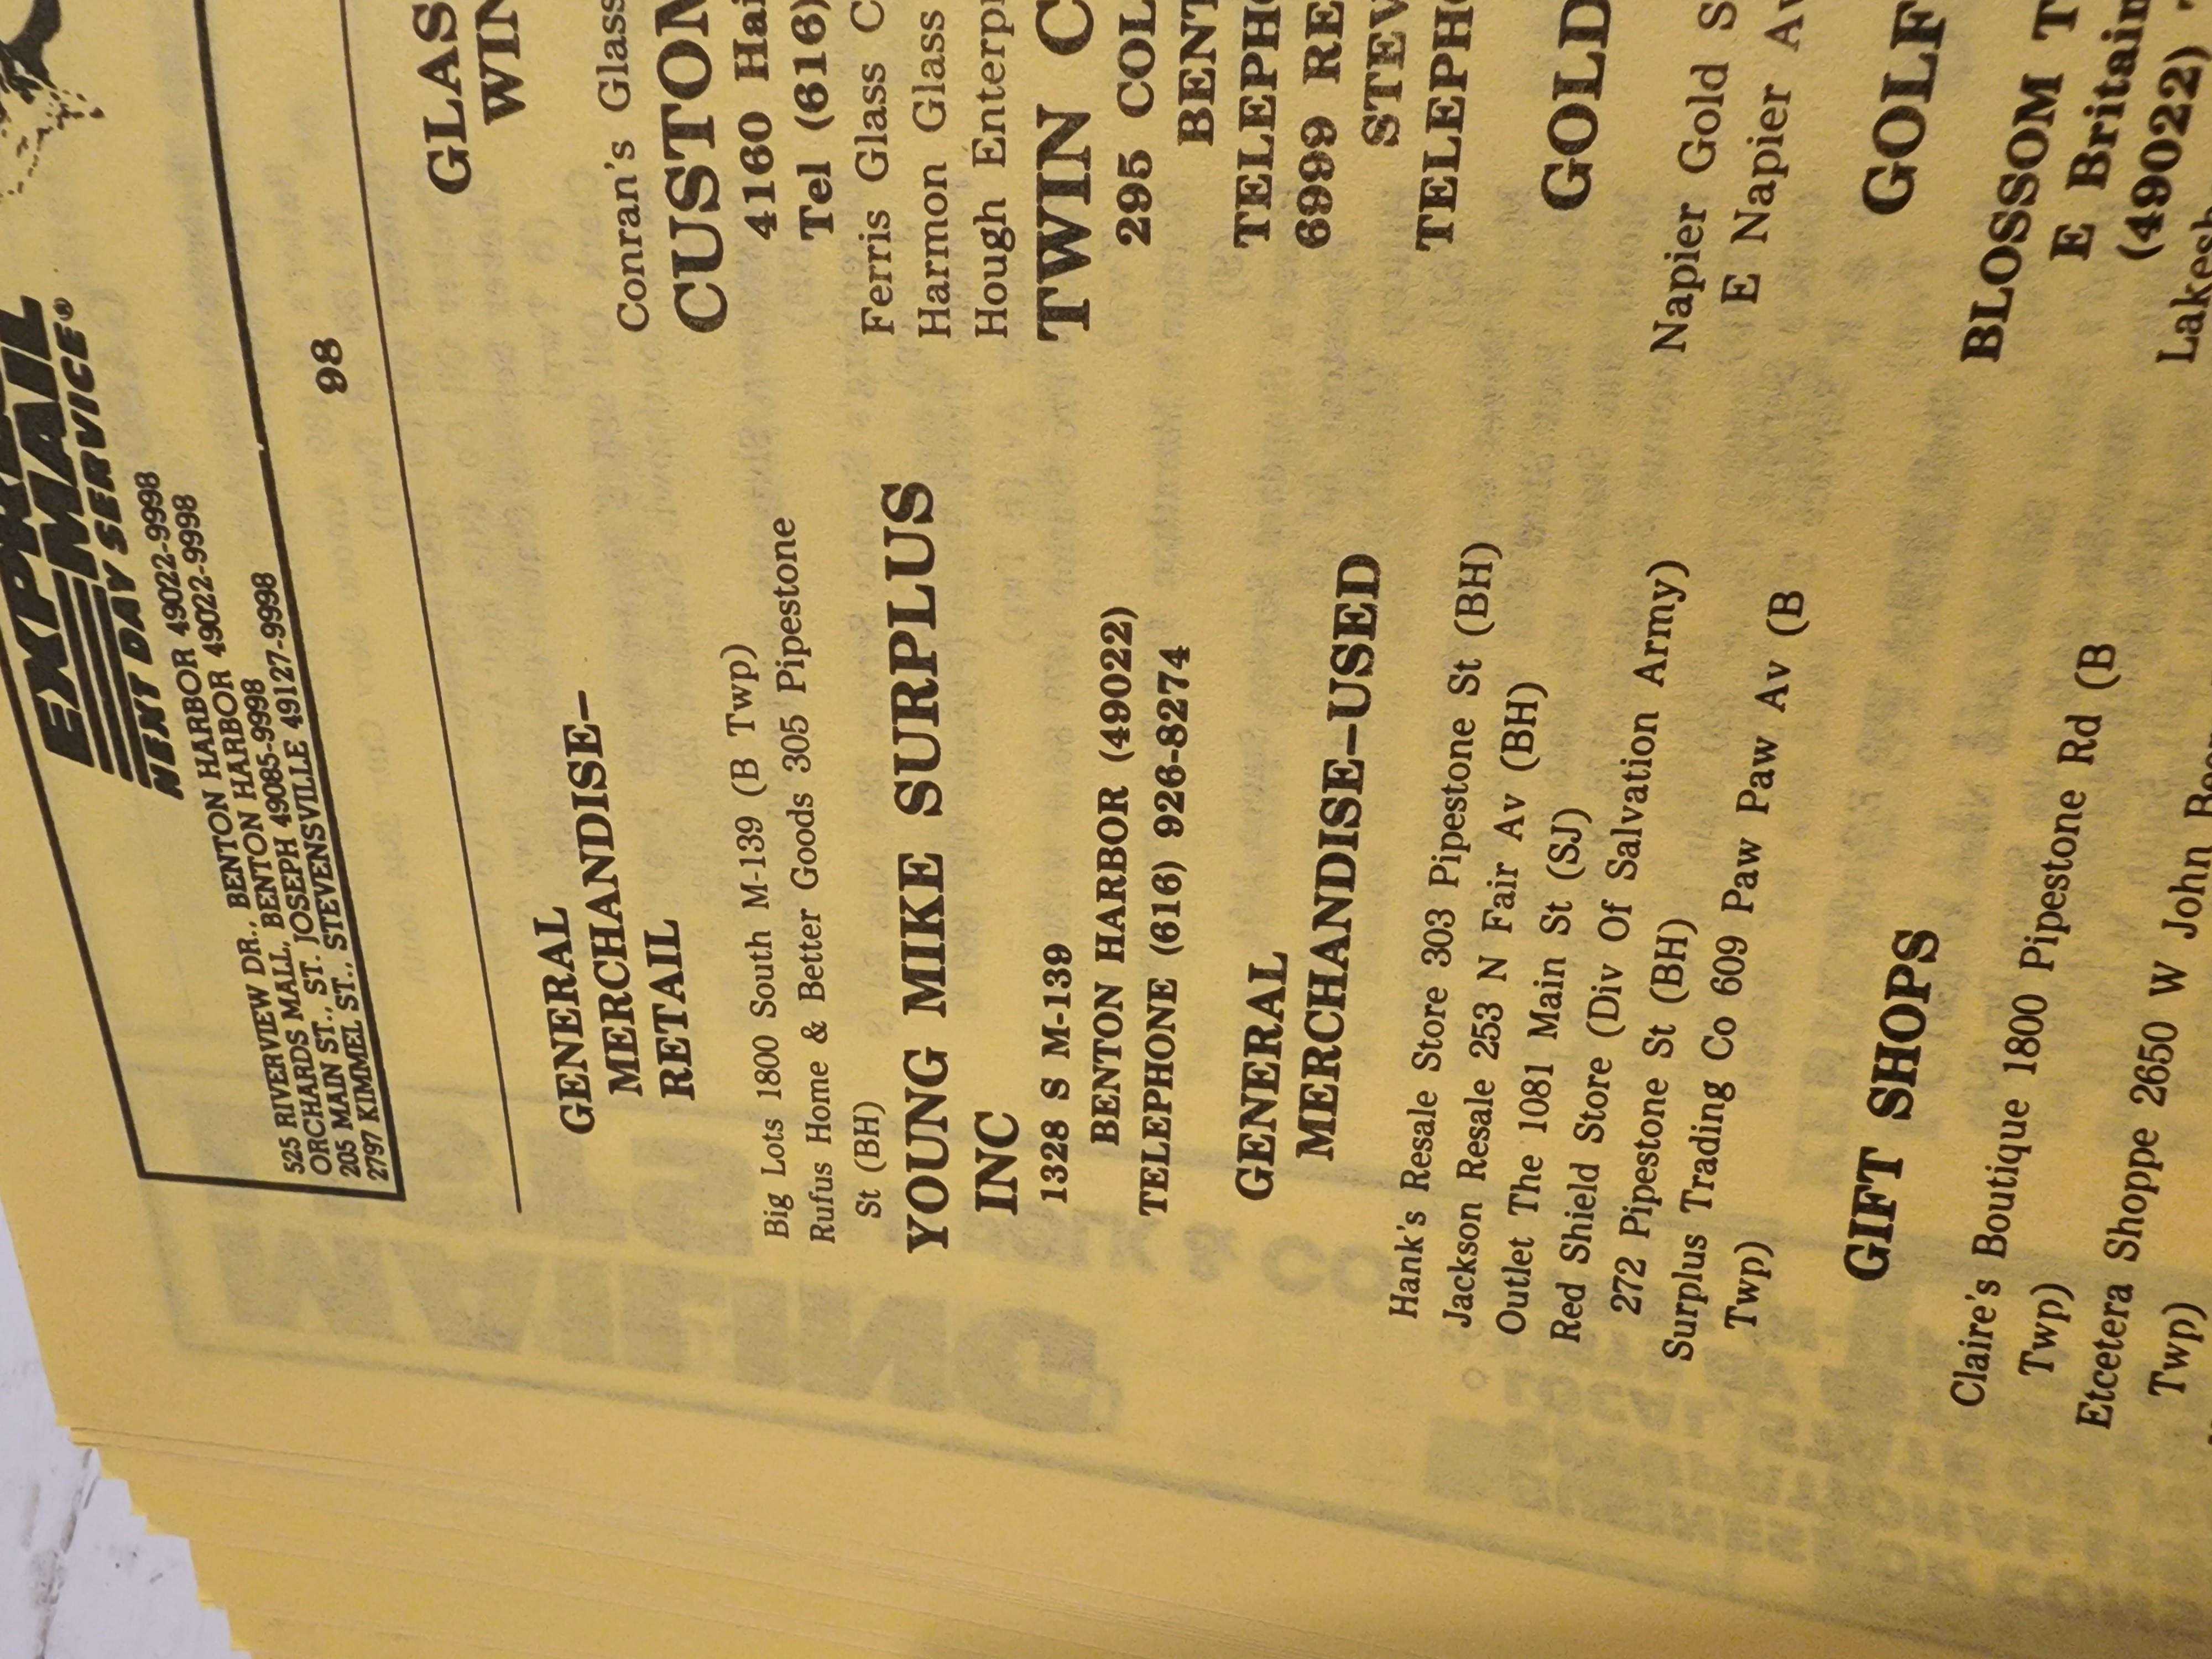 EXPRESS
MAIL
NEXT DAY SERVICE®
525 RIVERVIEW DR., BENTON HARBOR 49022-9998
ORCHARDS MALL, BENTON HARBOR 49022-9998
205 MAIN ST., ST. JOSEPH 49085-9998
2797 KIMMEL ST., STEVENSVILLE 49127-9998
98
GENERAL
MERCHANDISE–
RETAIL
Big Lots 1800 South M-139 (B Twp)
Rufus Home & Better Goods 305 Pipestone
St (BH)
YOUNG MIKE SURPLUS
INC
1328 S M-139
BENTON HARBOR (49022)
TELEPHONE (616) 926-8274
GENERAL
MERCHANDISE–USED
Hank's Resale Store 303 Pipestone St (BH)
Jackson Resale 253 N Fair Av (BH)
Outlet The 1081 Main St (SJ)
Red Shield Store (Div Of Salvation Army)
272 Pipestone St (BH)
Surplus Trading Co 609 Paw Paw Av (B
Twp)
GIFT SHOPS
Claire's Boutique 1800 Pipestone Rd (B
Twp)
Etcetera Shoppe 2650 W John
Twp)
GLAS
WIN
Conran's Glass
CUSTOM
4160 Hai
Tel (616)
Ferris Glass C
Harmon Glass
Hough Enterp
TWIN C
295 COL
BENT
TELEPH
6999 RE
STEV
TELEPH
GOLD
Napier Gold S
E Napier Av
GOLF
BLOSSOM T
E Britain
(49022)
Lakesh